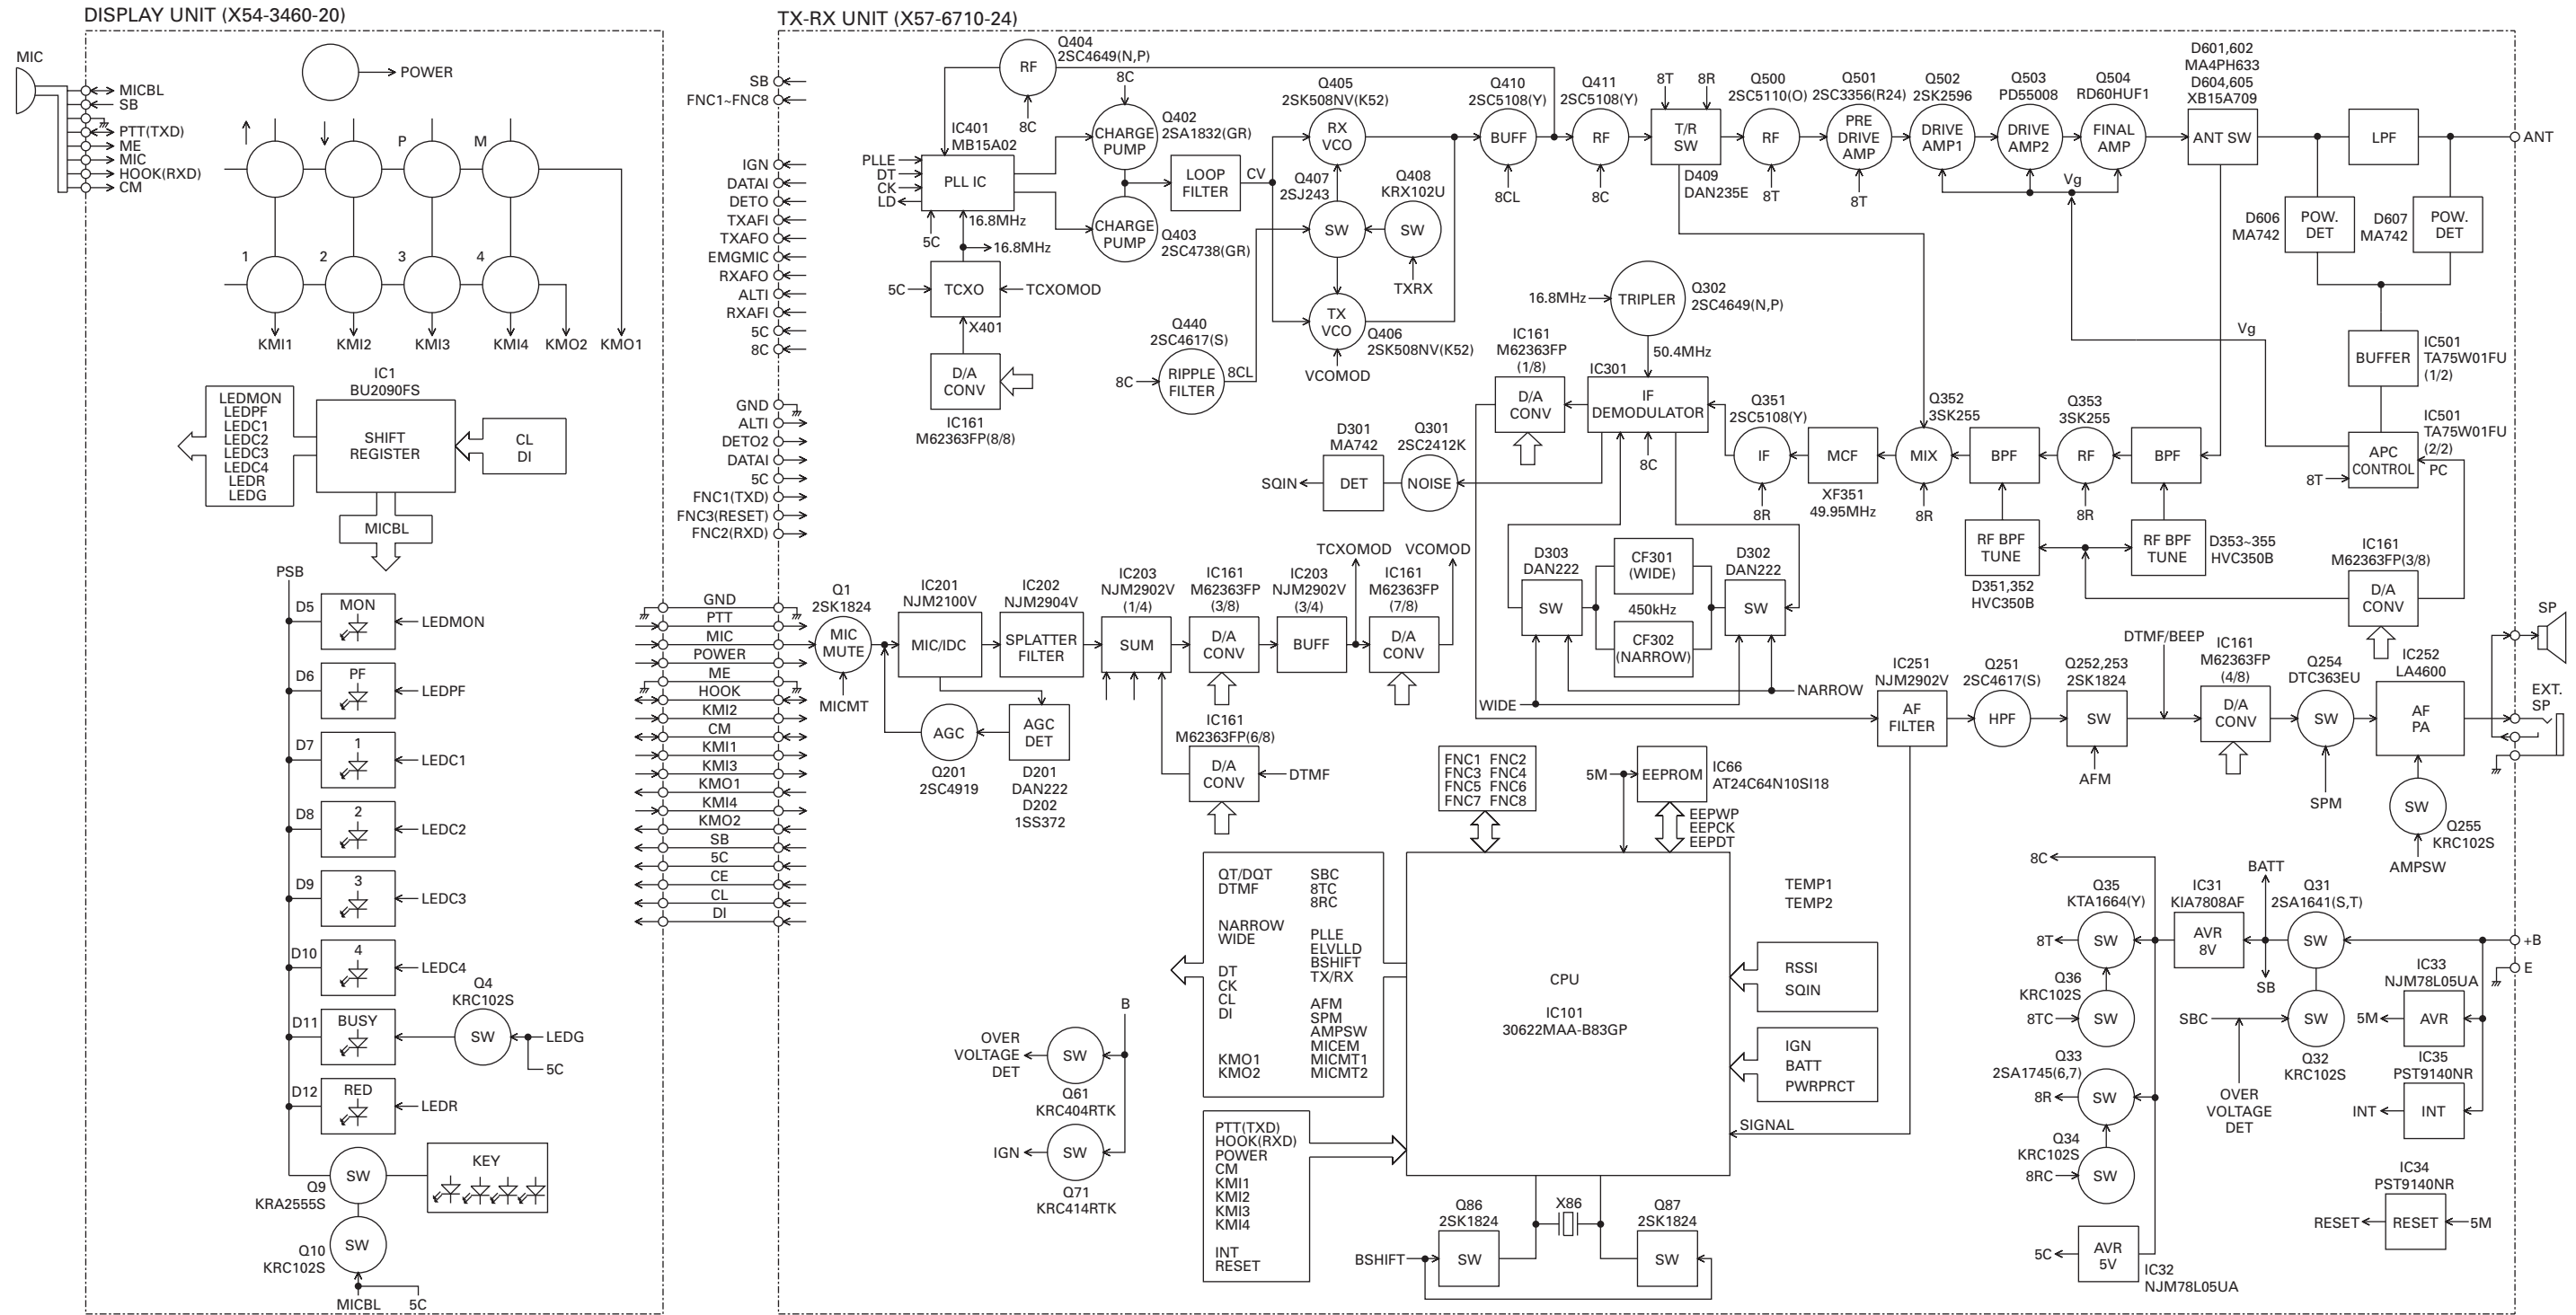 DISPLAY UNIT (X54-3460-20)
MIC
MICBL
SB
PTT(TXD)
ME
MIC
HOOK(RXD)
CM
POWER
P
M
1
2
3
4
KMI1
KMI2
KMI3
KMI4
KMO2
KMO1
IC1
BU2090FS
LEDMON
LEDPF
LEDC1
LEDC2
LEDC3
LEDC4
LEDR
LEDG
SHIFT
REGISTER
CL
DI
MICBL
PSB
D5
MON
LEDMON
D6
PF
LEDPF
D7
1
LEDC1
D8
2
LEDC2
D9
3
LEDC3
D10
4
LEDC4
Q4
KRC102S
D11
BUSY
SW
LEDG
5C
D12
RED
LEDR
SW
KEY
Q9
KRA2555S
SW
Q10
KRC102S
MICBL
5C
TX-RX UNIT (X57-6710-24)
SB
FNC1~FNC8
IGN
DATAI
DETO
TXAFI
TXAFO
EMGMIC
RXAFO
ALTI
RXAFI
5C
8C
GND
ALTI
DETO2
DATAI
5C
FNC1(TXD)
FNC3(RESET)
FNC2(RXD)
GND
PTT
MIC
POWER
ME
HOOK
KMI2
CM
KMI1
KMI3
KMO1
KMI4
KMO2
SB
5C
CE
CL
DI
Q404
2SC4649(N,P)
RF
8C
IC401
MB15A02
PLLE
DT
CK
LD
PLL IC
5C
16.8MHz
16.8MHz
5C
TCXO
TCXOMOD
X401
D/A
CONV
IC161
M62363FP(8/8)
8C
CHARGE
PUMP
Q402
2SA1832(GR)
CHARGE
PUMP
Q403
2SC4738(GR)
LOOP
FILTER
CV
Q405
2SK508NV(K52)
RX
VCO
Q407
2SJ243
SW
Q408
KRX102U
SW
TXRX
TX
VCO
Q406
2SK508NV(K52)
VCOMOD
Q440
2SC4617(S)
8C
RIPPLE
FILTER
8CL
Q410
2SC5108(Y)
BUFF
8CL
Q411
2SC5108(Y)
RF
8C
8T
8R
T/R
SW
D409
DAN235E
Q500
2SC5110(O)
RF
8T
Q501
2SC3356(R24)
PRE
DRIVE
AMP
8T
Q502
2SK2596
DRIVE
AMP1
Q503
PD55008
DRIVE
AMP2
Q504
RD60HUF1
FINAL
AMP
Vg
D601,602
MA4PH633
D604,605
XB15A709
ANT SW
LPF
ANT
D606
MA742
POW.
DET
D607
MA742
POW.
DET
Vg
BUFFER
IC501
TA75W01FU
(1/2)
IC501
TA75W01FU
(2/2)
APC
CONTROL
PC
8T
16.8MHz
TRIPLER
Q302
2SC4649(N,P)
50.4MHz
IC161
M62363FP
(1/8)
D/A
CONV
IC301
IF
DEMODULATOR
8C
Q351
2SC5108(Y)
IF
8R
MCF
XF351
49.95MHz
Q352
3SK255
MIX
8R
BPF
Q353
3SK255
RF
8R
BPF
RF BPF
TUNE
D351,352
HVC350B
RF BPF
TUNE
D353~355
HVC350B
IC161
M62363FP(3/8)
D/A
CONV
D301
MA742
SQIN
DET
Q301
2SC2412K
NOISE
D303
DAN222
SW
CF301
(WIDE)
450kHz
CF302
(NARROW)
D302
DAN222
SW
NARROW
WIDE
Q1
2SK1824
MIC
MUTE
MICMT
IC201
NJM2100V
MIC/IDC
IC202
NJM2904V
SPLATTER
FILTER
AGC
Q201
2SC4919
AGC
DET
D201
DAN222
D202
1SS372
IC203
NJM2902V
(1/4)
SUM
IC161
M62363FP
(3/8)
D/A
CONV
IC203
NJM2902V
(3/4)
BUFF
TCXOMOD
VCOMOD
IC161
M62363FP
(7/8)
D/A
CONV
IC161
M62363FP(6/8)
D/A
CONV
DTMF
IC251
NJM2902V
AF
FILTER
Q251
2SC4617(S)
HPF
Q252,253
2SK1824
SW
AFM
DTMF/BEEP
IC161
M62363FP
(4/8)
D/A
CONV
Q254
DTC363EU
SW
SPM
IC252
LA4600
AF
PA
SW
Q255
KRC102S
AMPSW
SP
EXT.
SP
FNC1 FNC2
FNC3 FNC4
FNC5 FNC6
FNC7 FNC8
5M
EEPROM
IC66
AT24C64N10SI18
EEPWP
EEPCK
EEPDT
QT/DQT
DTMF
NARROW
WIDE
DT
CK
CL
DI
KMO1
KMO2
SBC
8TC
8RC
PLLE
ELVLLD
BSHIFT
TX/RX
AFM
SPM
AMPSW
MICEM
MICMT1
MICMT2
CPU
IC101
30622MAA-B83GP
TEMP1
TEMP2
RSSI
SQIN
IGN
BATT
PWRPRCT
SIGNAL
PTT(TXD)
HOOK(RXD)
POWER
CM
KMI1
KMI2
KMI3
KMI4
INT
RESET
B
OVER
VOLTAGE
DET
SW
Q61
KRC404RTK
IGN
SW
Q71
KRC414RTK
Q86
2SK1824
BSHIFT
SW
X86
Q87
2SK1824
SW
8C
Q35
KTA1664(Y)
8T
SW
Q36
KRC102S
8TC
SW
Q33
2SA1745(6,7)
8R
SW
Q34
KRC102S
8RC
SW
5C
AVR
5V
IC32
NJM78L05UA
IC31
KIA7808AF
AVR
8V
BATT
SB
Q31
2SA1641(S,T)
SW
SBC
SW
Q32
KRC102S
OVER
VOLTAGE
DET
+B
E
IC33
NJM78L05UA
5M
AVR
IC35
PST9140NR
INT
INT
IC34
PST9140NR
RESET
RESET
5M